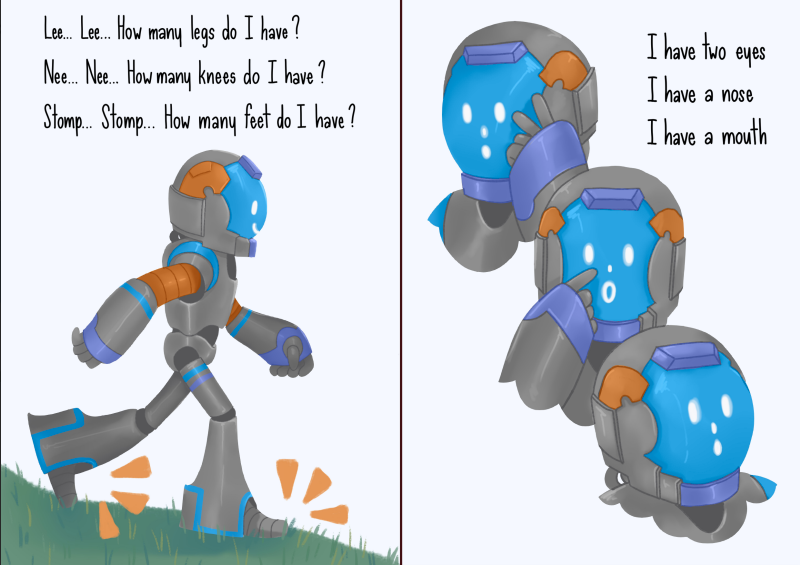 Lee... Lee... How many legs do I have?
Nee... Nee... How many knees do I have?
Stomp... Stomp... How many feet do I have?
I have two eyes
I have a nose
I have a mouth